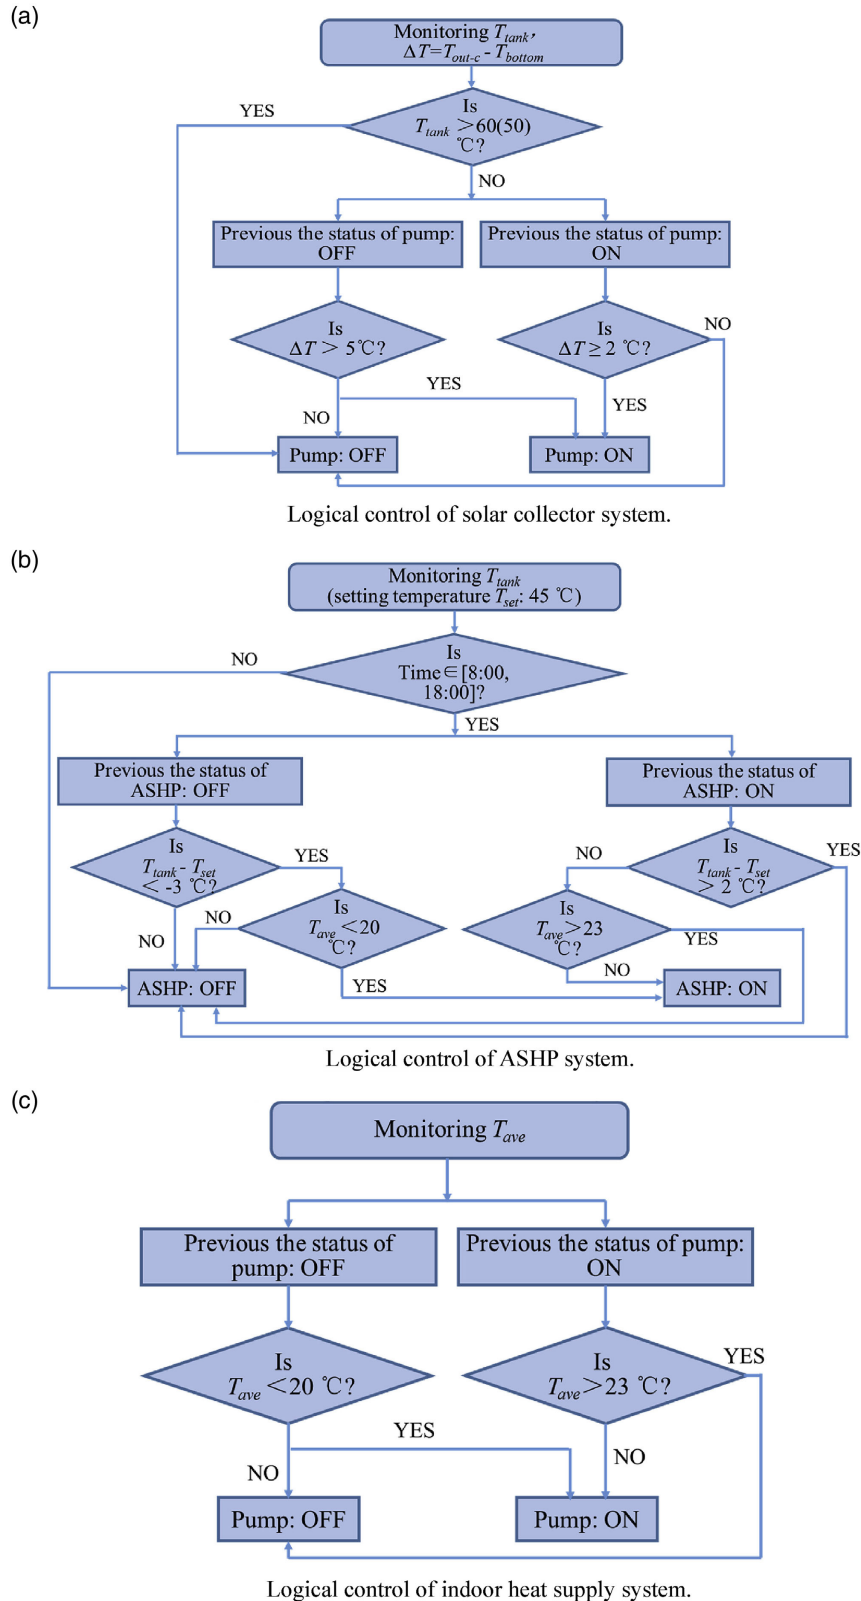 (a)
Monitoring T_tank,
ΔT=T_out-c - T_bottom
Is
T_tank >60(50)
℃?
YES
NO
Previous the status of pump:
OFF
Previous the status of pump:
ON
Is
ΔT > 5℃?
Is
ΔT ≥ 2 ℃?
NO
YES
NO
YES
Pump: OFF
Pump: ON
Logical control of solar collector system.
(b)
Monitoring T_tank
(setting temperature T_set: 45 ℃)
Is
Time∈[8:00,
18:00]?
NO
YES
Previous the status of
ASHP: OFF
Previous the status of
ASHP: ON
Is
T_tank - T_set
< -3 ℃?
YES
NO
Is
T_tank - T_set
> 2 ℃?
YES
NO
NO
Is
T_ave <20
℃?
Is
T_ave>23
℃?
YES
NO
YES
ASHP: OFF
ASHP: ON
Logical control of ASHP system.
(c)
Monitoring T_ave
Previous the status of
pump: OFF
Previous the status of pump:
ON
Is
T_ave <20 ℃?
Is
T_ave>23 ℃?
YES
YES
NO
NO
Pump: OFF
Pump: ON
Logical control of indoor heat supply system.